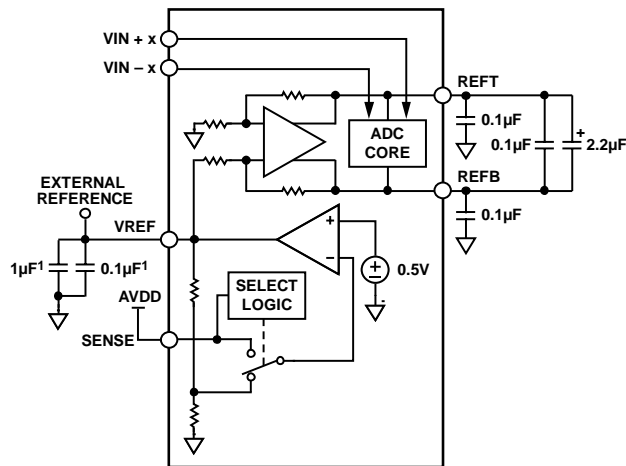 VIN + x
VIN – x
REFT
0.1µF
0.1µF
+
2.2µF
ADC
CORE
REFB
0.1µF
EXTERNAL
REFERENCE
VREF
1µF¹
0.1µF¹
+
–
0.5V
SELECT
LOGIC
AVDD
SENSE